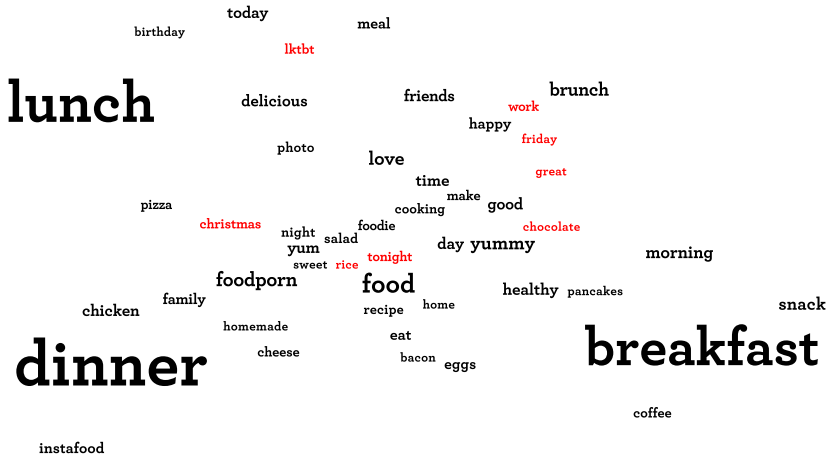 today
meal
birthday
lktbt
lunch
delicious
friends
brunch
work
happy
friday
photo
love
great
time
make
pizza
cooking
good
christmas
foodie
chocolate
night
salad
yum
day
yummy
morning
sweet
rice
tonight
foodporn
food
healthy
pancakes
family
home
snack
chicken
recipe
homemade
eat
dinner
cheese
bacon
eggs
breakfast
coffee
instafood